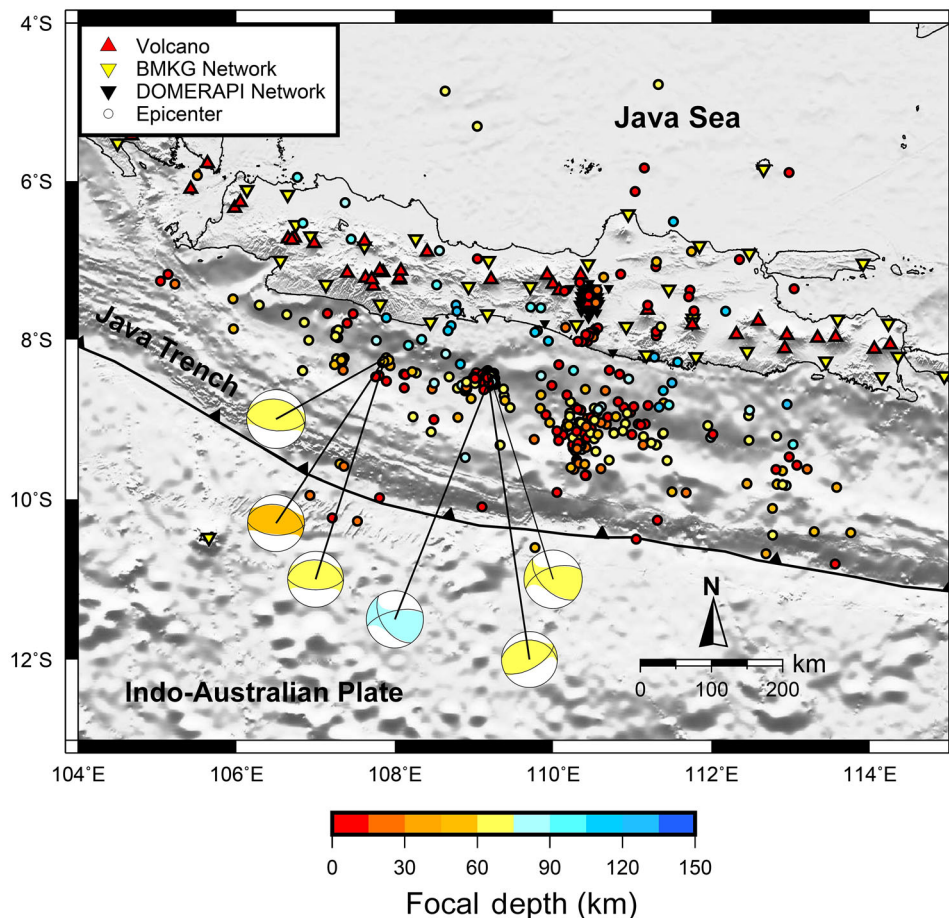 4°S
Volcano
BMKG Network
DOMERAPI Network
Epicenter
Java Sea
6°S
8°S
Java Trench
10°S
N
km
0 100 200
12°S
Indo-Australian Plate
104°E 106°E 108°E 110°E 112°E 114°E
0 30 60 90 120 150
Focal depth (km)